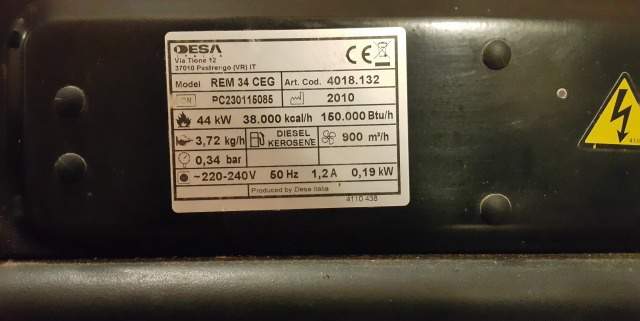 DESA
ITALIA
Via Tione 12
37010 Pastrengo (VR) IT
CE
Model REM 34 CEG Art. Cod. 4018.132
SN PC230115085 2010
44 kW 38.000 kcal/h 150.000 Btu/h
3,72 kg/h DIESEL KEROSENE 900 m³/h
0,34 bar
~220-240V 50 Hz 1,2 A 0,19 kW
Produced by Desa Italia
4110.438